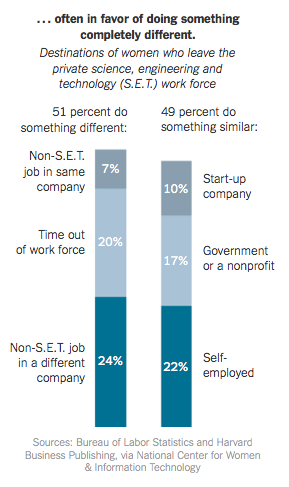 ... often in favor of doing something
completely different.
Destinations of women who leave the
private science, engineering and
technology (S.E.T.) work force
51 percent do
something different:
49 percent do
something similar:
Non-S.E.T.
job in same
company
7%
10%
Start-up
company
Time out
of work force
20%
17%
Government
or a nonprofit
Non-S.E.T. job
in a different
company
24%
22%
Self-
employed
Sources: Bureau of Labor Statistics and Harvard
Business Publishing, via National Center for Women
& Information Technology